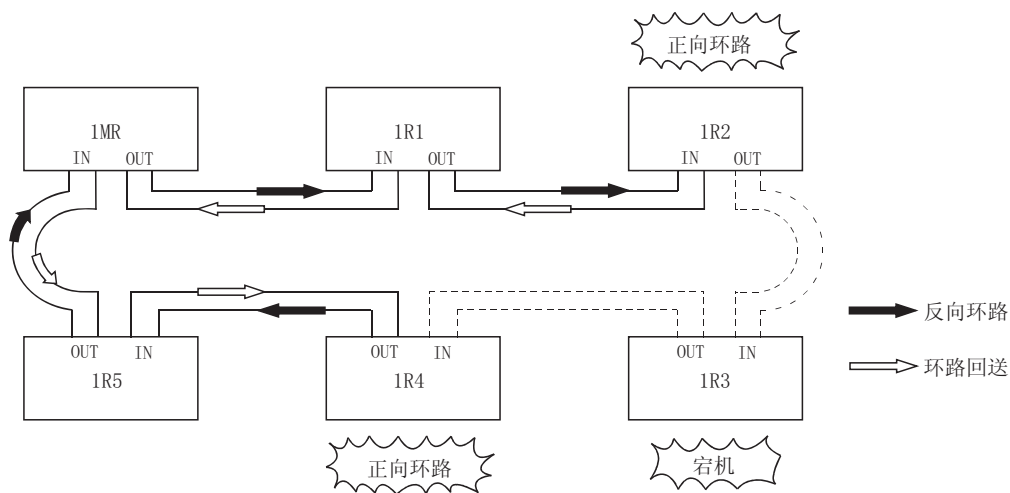 正向环路
1MR
IN OUT
1R1
IN OUT
1R2
IN OUT
反向环路
环路回送
OUT IN
1R5
OUT IN
1R4
OUT IN
1R3
正向环路
宕机